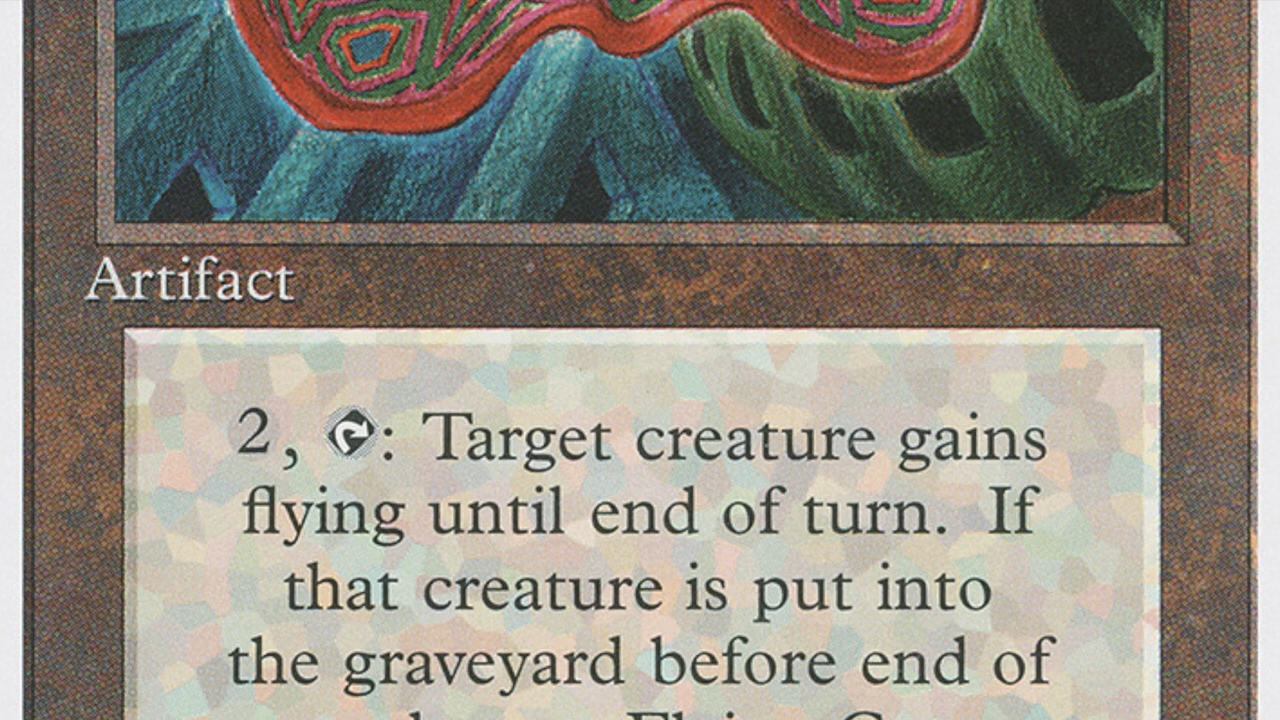 Artifact
2, : Target creature gains
flying until end of turn. If
that creature is put into
the graveyard before end of